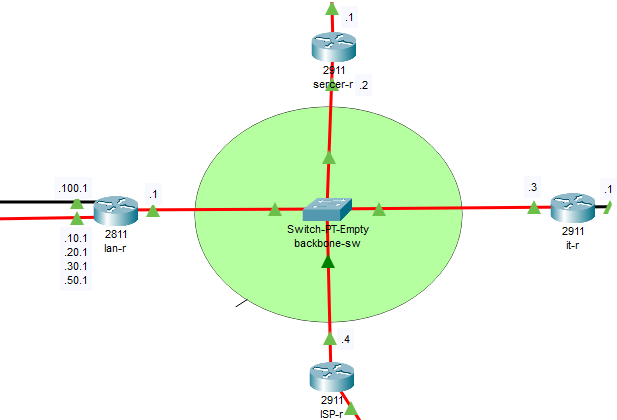 .1
2911
sercer-r
.2
.100.1
.1
2811
lan-r
.10.1
.20.1
.30.1
.50.1
Switch-PT-Empty
backbone-sw
.3
.1
2911
it-r
.4
2911
ISP-r